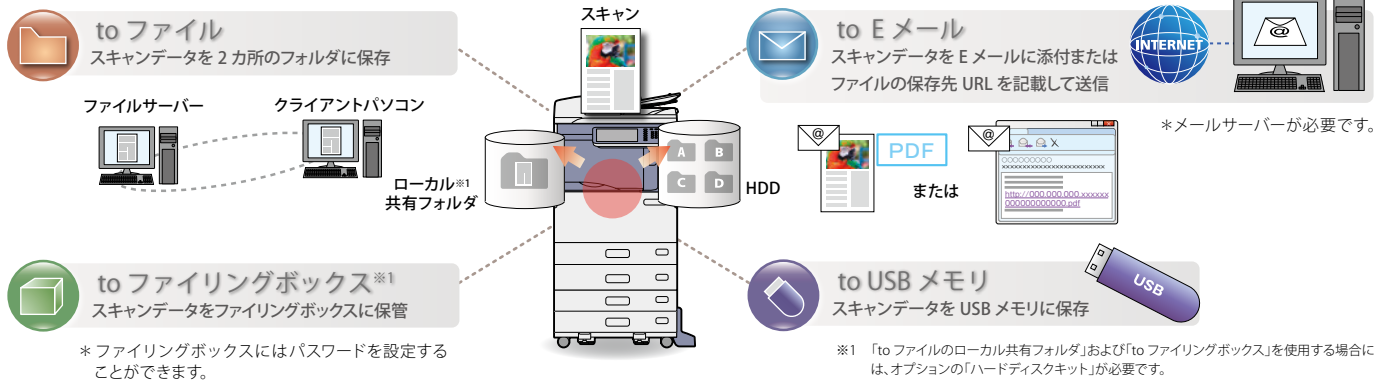 スキャン
to ファイル
スキャンデータを 2 カ所のフォルダに保存
ファイルサーバー
クライアントパソコン
ローカル※1
共有フォルダ
A B
C D
HDD
to E メール
スキャンデータを E メールに添付または
ファイルの保存先 URL を記載して送信
INTERNET
@
＊メールサーバーが必要です。
@
PDF
または
@
X
OOOOOOOOOO
xxxxxxxxxxxxxxxxxxxxxxxxxx
http://000.000.000.xxxxxx
000000000000.pdf
to ファイリングボックス※1
スキャンデータをファイリングボックスに保管
＊ファイリングボックスにはパスワードを設定する
ことができます。
to USB メモリ
スキャンデータを USB メモリに保存
USB
※1 「to ファイルのローカル共有フォルダ」および「to ファイリングボックス」を使用する場合に
は、オプションの「ハードディスクキット」が必要です。